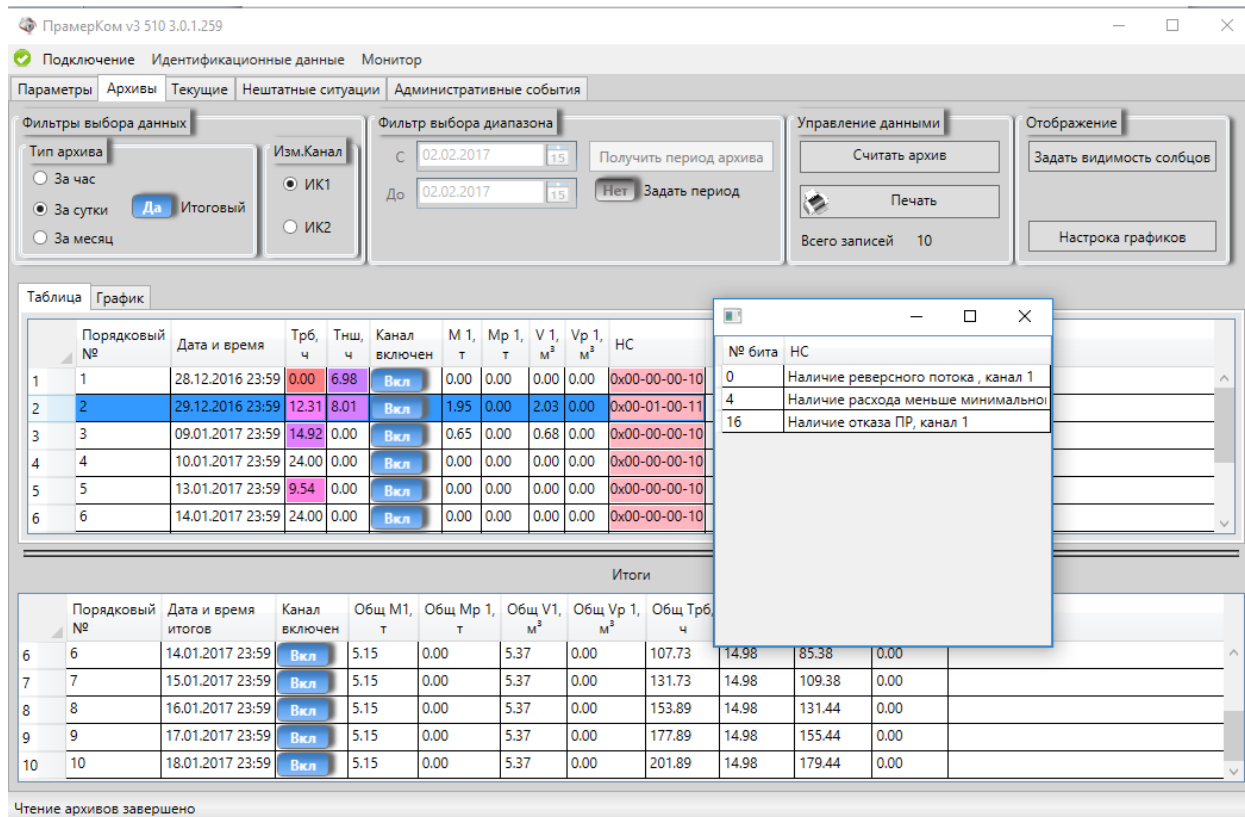 ПрамерКом v3 510 3.0.1.259
Подключение Идентификационные данные Монитор
Параметры Архивы Текущие Нештатные ситуации Административные события
Фильтры выбора данных
Тип архива
За час
За сутки
За месяц
Да Итоговый
Изм.Канал
ИК1
ИК2
Фильтр выбора диапазона
С 02.02.2017 15 Получить период архива
До 02.02.2017 15 Нет Задать период
Управление данными
Считать архив
Печать
Всего записей 10
Отображение
Задать видимость солбцов
Настрока графиков
Таблица График
Порядковый № Дата и время Трб, ч Тнш, ч Канал включен М 1, т Мр 1, т V 1, м³ Vр 1, м³ НС
1 1 28.12.2016 23:59 0.00 6.98 Вкл 0.00 0.00 0.00 0.00 0x00-00-00-10
2 2 29.12.2016 23:59 12.31 8.01 Вкл 1.95 0.00 2.03 0.00 0x00-01-00-11
3 3 09.01.2017 23:59 14.92 0.00 Вкл 0.65 0.00 0.68 0.00 0x00-00-00-10
4 4 10.01.2017 23:59 24.00 0.00 Вкл 0.00 0.00 0.00 0.00 0x00-00-00-10
5 5 13.01.2017 23:59 9.54 0.00 Вкл 0.00 0.00 0.00 0.00 0x00-00-00-10
6 6 14.01.2017 23:59 24.00 0.00 Вкл 0.00 0.00 0.00 0.00 0x00-00-00-10
№ бита НС
0 Наличие реверсного потока , канал 1
4 Наличие расхода меньше минимально
16 Наличие отказа ПР, канал 1
Итоги
Порядковый № Дата и время итогов Канал включен Общ М1, т Общ Мр 1, т Общ V1, м³ Общ Vр 1, м³ Общ Трб, ч
6 6 14.01.2017 23:59 Вкл 5.15 0.00 5.37 0.00 107.73 14.98 85.38 0.00
7 7 15.01.2017 23:59 Вкл 5.15 0.00 5.37 0.00 131.73 14.98 109.38 0.00
8 8 16.01.2017 23:59 Вкл 5.15 0.00 5.37 0.00 153.89 14.98 131.44 0.00
9 9 17.01.2017 23:59 Вкл 5.15 0.00 5.37 0.00 177.89 14.98 155.44 0.00
10 10 18.01.2017 23:59 Вкл 5.15 0.00 5.37 0.00 201.89 14.98 179.44 0.00
Чтение архивов завершено